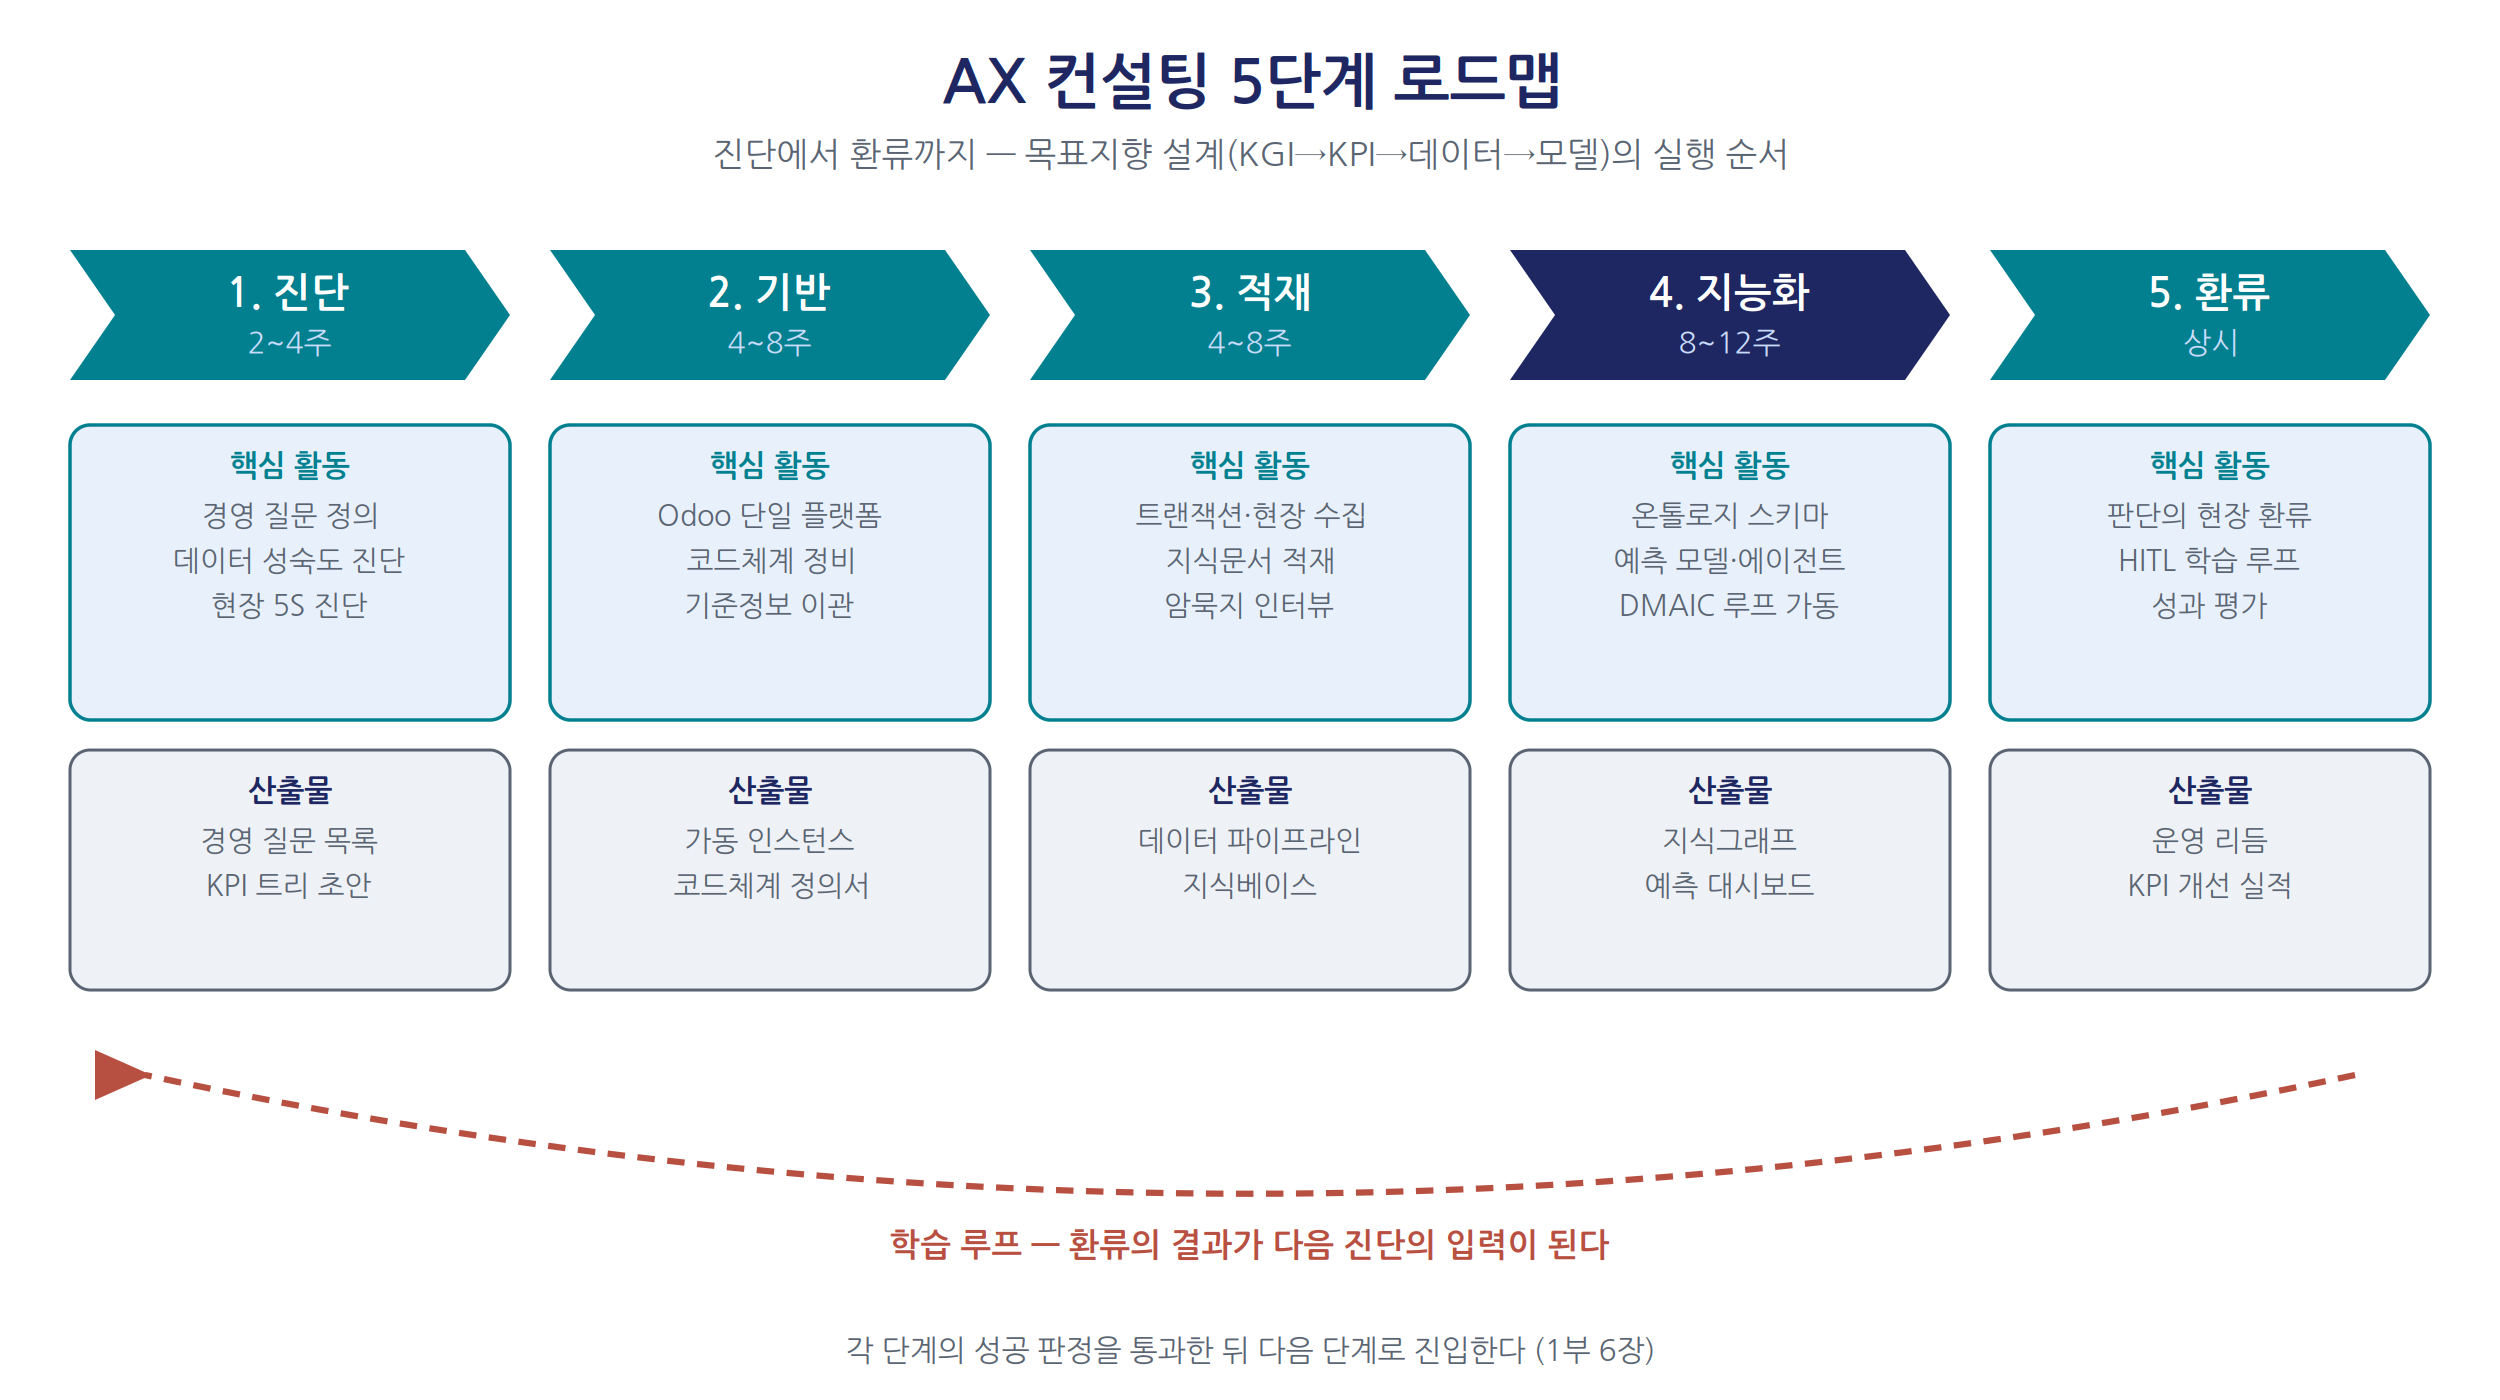 AX 컨설팅 5단계 로드맵
진단에서 환류까지 — 목표지향 설계(KGI→KPI→데이터→모델)의 실행 순서
1. 진단
2~4주
2. 기반
4~8주
3. 적재
4~8주
4. 지능화
8~12주
5. 환류
상시
핵심 활동
경영 질문 정의
데이터 성숙도 진단
현장 5S 진단
핵심 활동
Odoo 단일 플랫폼
코드체계 정비
기준정보 이관
핵심 활동
트랜잭션·현장 수집
지식문서 적재
암묵지 인터뷰
핵심 활동
온톨로지 스키마
예측 모델·에이전트
DMAIC 루프 가동
핵심 활동
판단의 현장 환류
HITL 학습 루프
성과 평가
산출물
경영 질문 목록
KPI 트리 초안
산출물
가동 인스턴스
코드체계 정의서
산출물
데이터 파이프라인
지식베이스
산출물
지식그래프
예측 대시보드
산출물
운영 리듬
KPI 개선 실적
학습 루프 — 환류의 결과가 다음 진단의 입력이 된다
각 단계의 성공 판정을 통과한 뒤 다음 단계로 진입한다 (1부 6장)